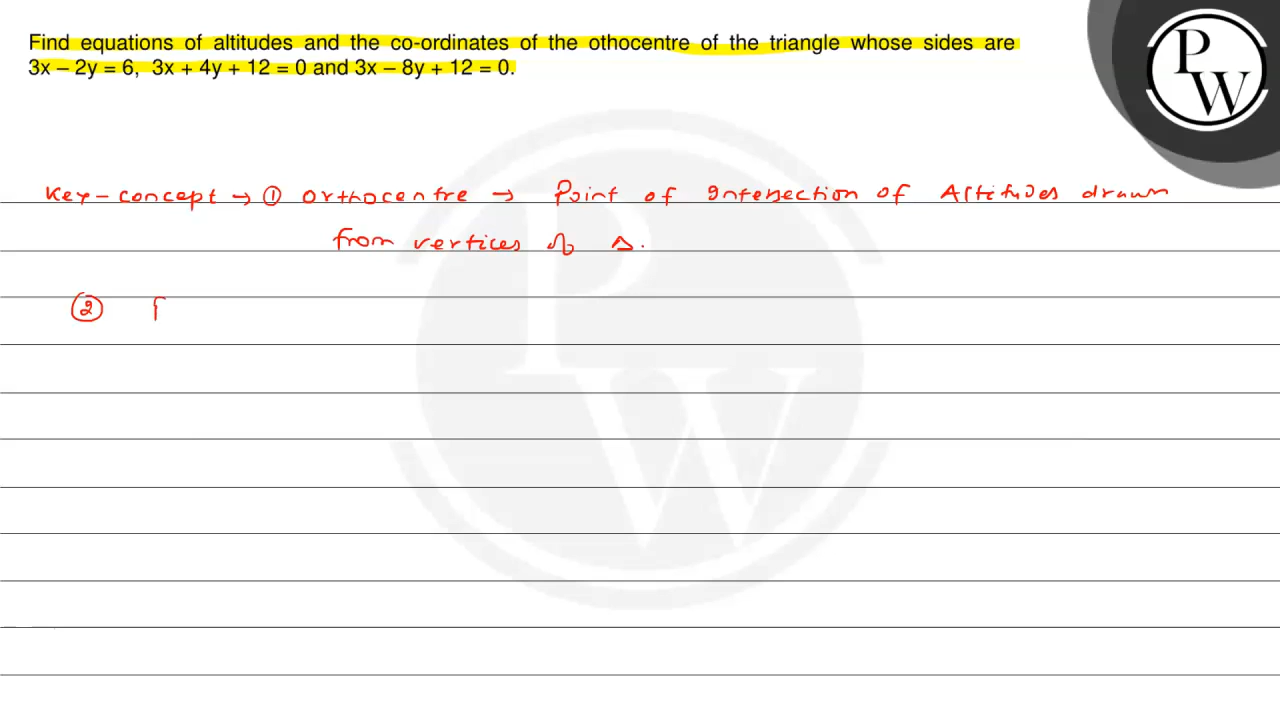 Find equations of altitudes and the co-ordinates of the othocentre of the triangle whose sides are
3x – 2y = 6, 3x + 4y + 12 = 0 and 3x – 8y + 12 = 0.
PW
Key-concept → ① Orthocentre → Point of Intersection of Altitudes drawn
from vertices of Δ.
②
PW